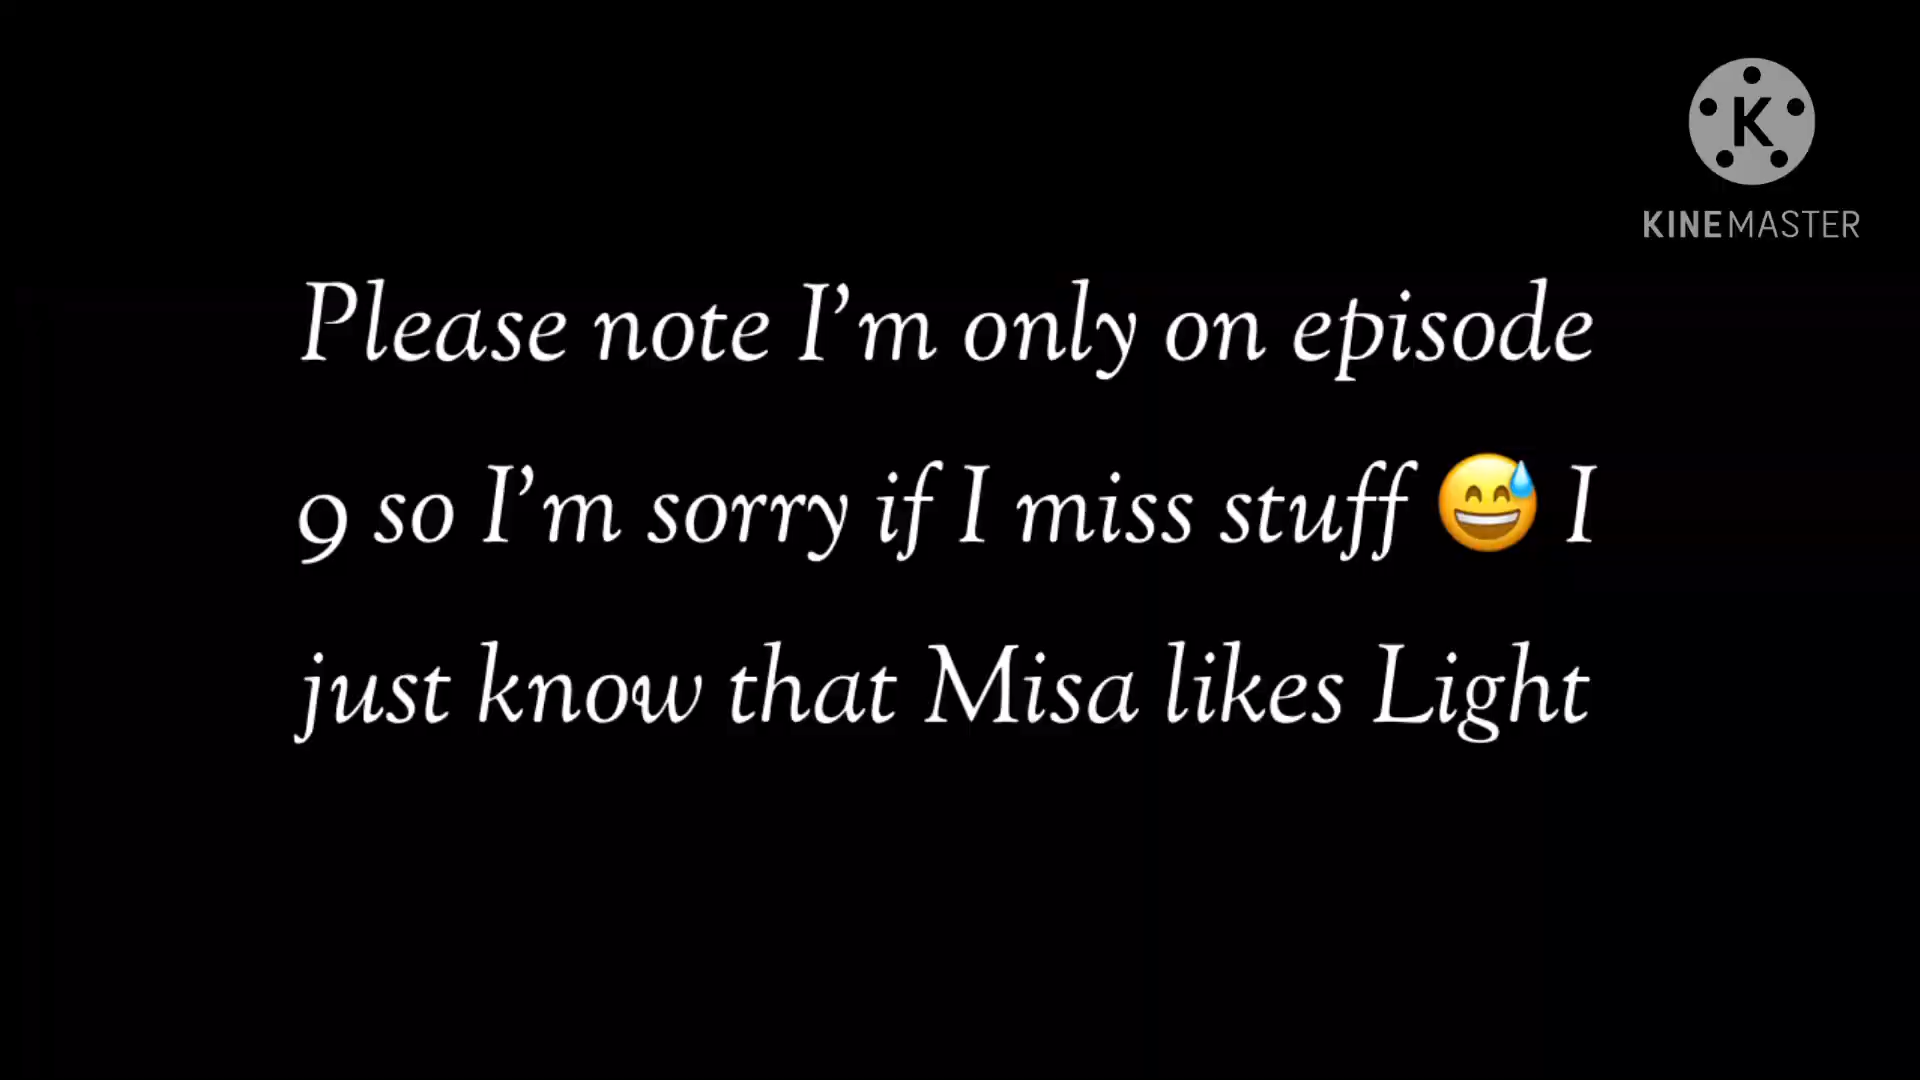 K
KINEMASTER
Please note I’m only on episode
9 so I’m sorry if I miss stuff 😅 I
just know that Misa likes Light